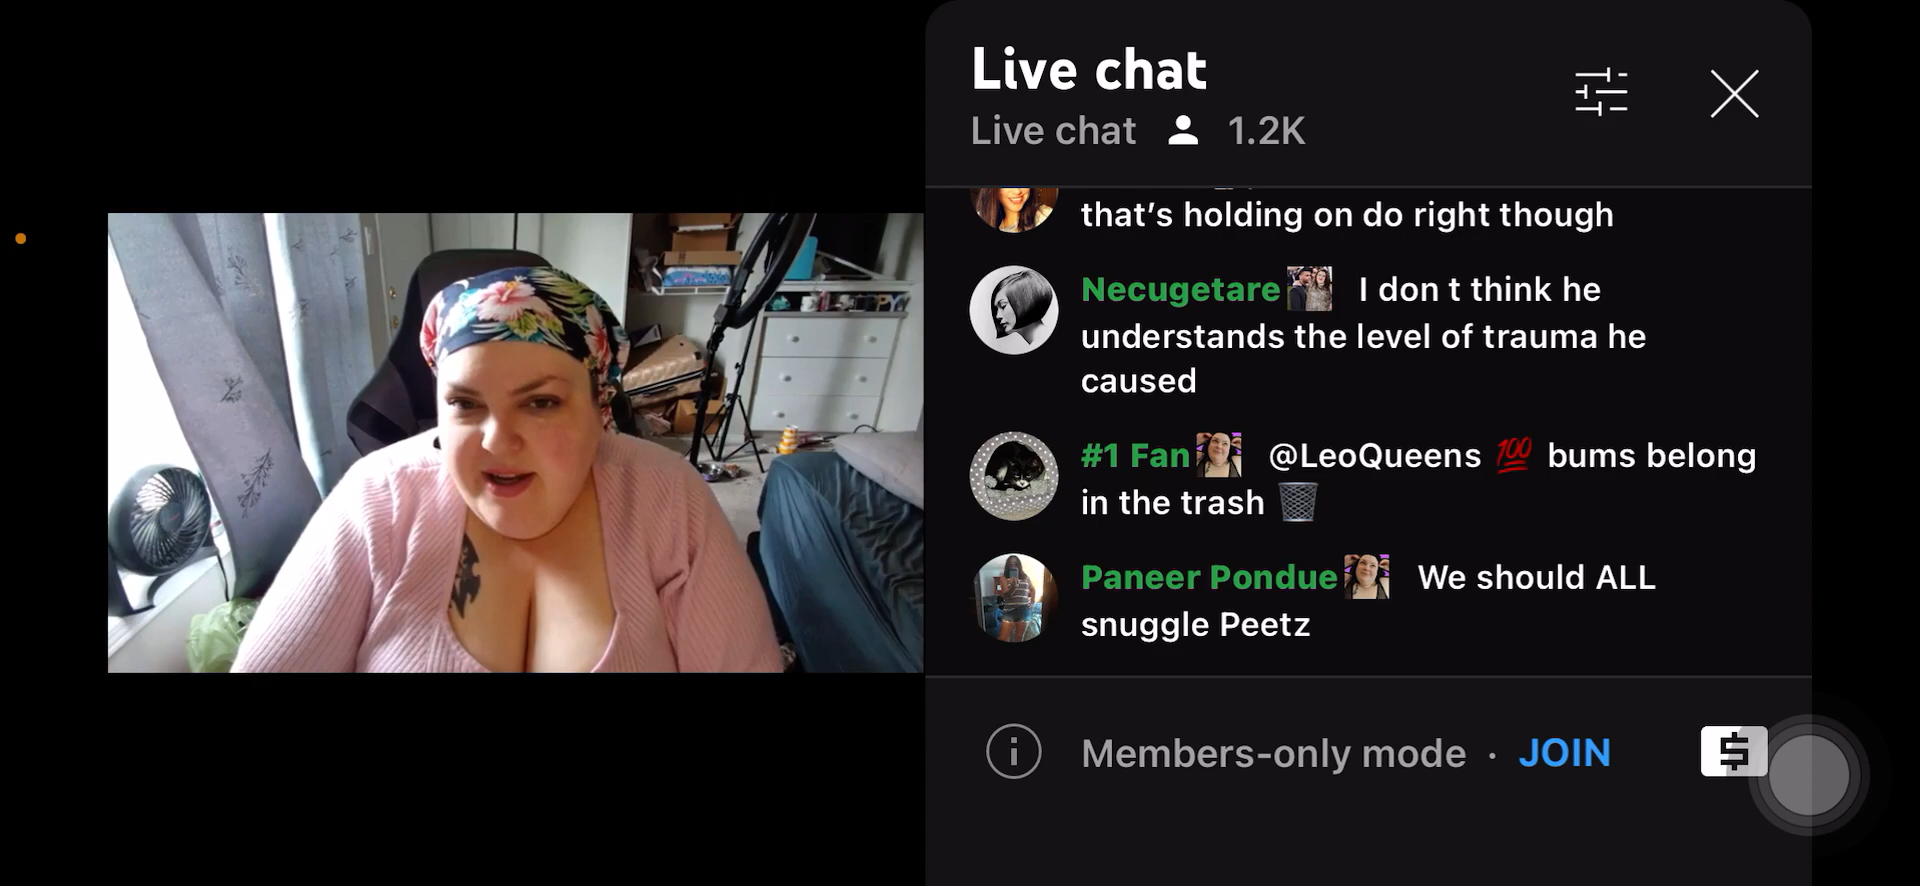 Live chat
Live chat 1.2K
that's holding on do right though
Necugetare I don t think he
understands the level of trauma he
caused
#1 Fan @LeoQueens 💯 bums belong
in the trash 🗑️
Paneer Pondue We should ALL
snuggle Peetz
Members-only mode · JOIN